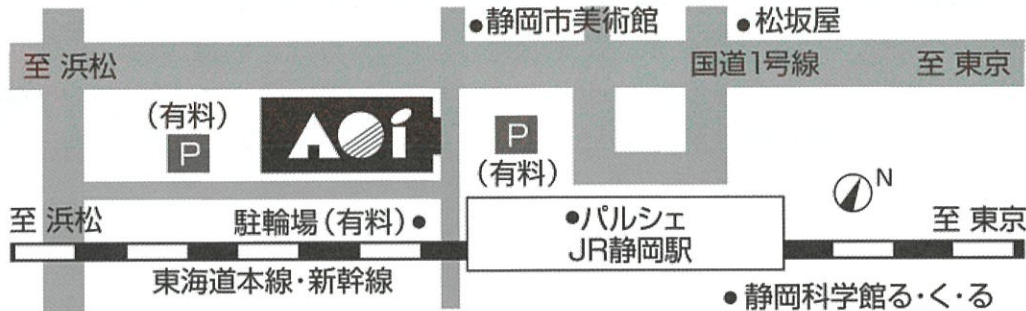 静岡市美術館
松坂屋
至 浜松
国道1号線
至 東京
(有料)
P
AOi
P
(有料)
N
至 浜松
駐輪場(有料)
パルシェ
JR静岡駅
至 東京
東海道本線・新幹線
静岡科学館る・く・る